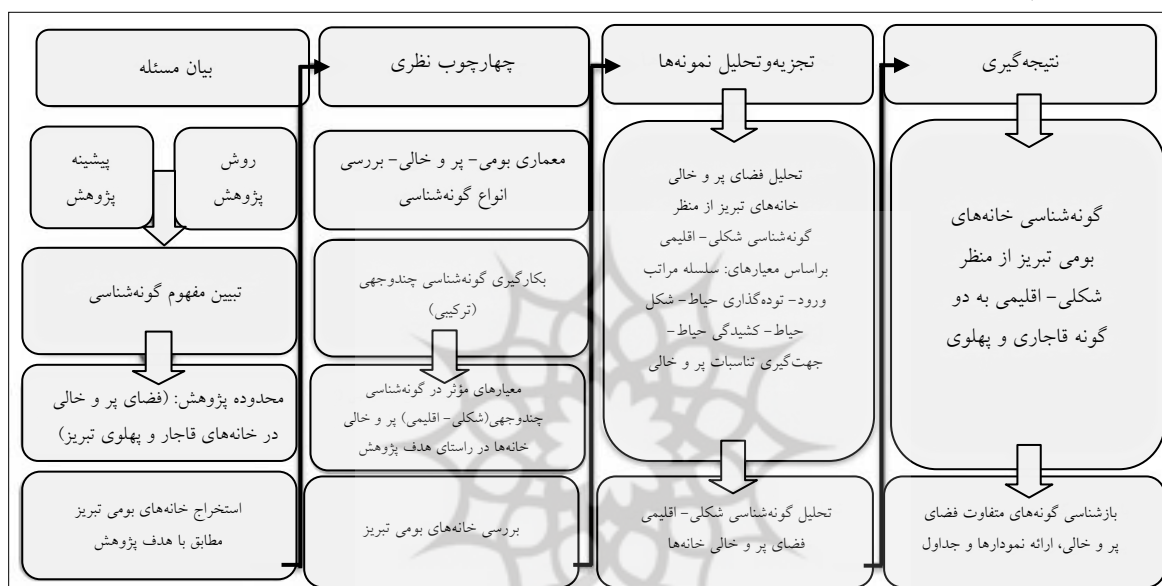 بیان مسئله
پیشینه
پژوهش
روش
پژوهش
تبیین مفهوم گونه‌شناسی
محدوده پژوهش: (فضای پر و خالی
در خانه‌های قاجار و پهلوی تبریز)
استخراج خانه‌های بومی تبریز
مطابق با هدف پژوهش
چهارچوب نظری
معماری بومی- پر و خالی- بررسی
انواع گونه‌شناسی
بکارگیری گونه‌شناسی چندوجهی
(ترکیبی)
معیارهای مؤثر در گونه‌شناسی
چندوجهی(شکلی- اقلیمی) پر و خالی
خانه‌ها در راستای هدف پژوهش
بررسی خانه‌های بومی تبریز
تجزیه‌وتحلیل نمونه‌ها
تحلیل فضای پر و خالی
خانه‌های تبریز از منظر
گونه‌شناسی شکلی- اقلیمی
براساس معیارهای: سلسله مراتب
ورود- توده‌گذاری حیاط- شکل
حیاط- کشیدگی حیاط-
جهت‌گیری تناسبات پر و خالی
تحلیل گونه‌شناسی شکلی- اقلیمی
فضای پر و خالی خانه‌ها
نتیجه‌گیری
گونه‌شناسی خانه‌های
بومی تبریز از منظر
شکلی- اقلیمی به دو
گونه قاجاری و پهلوی
بازشناسی گونه‌های متفاوت فضای
پر و خالی، ارائه نمودارها و جداول